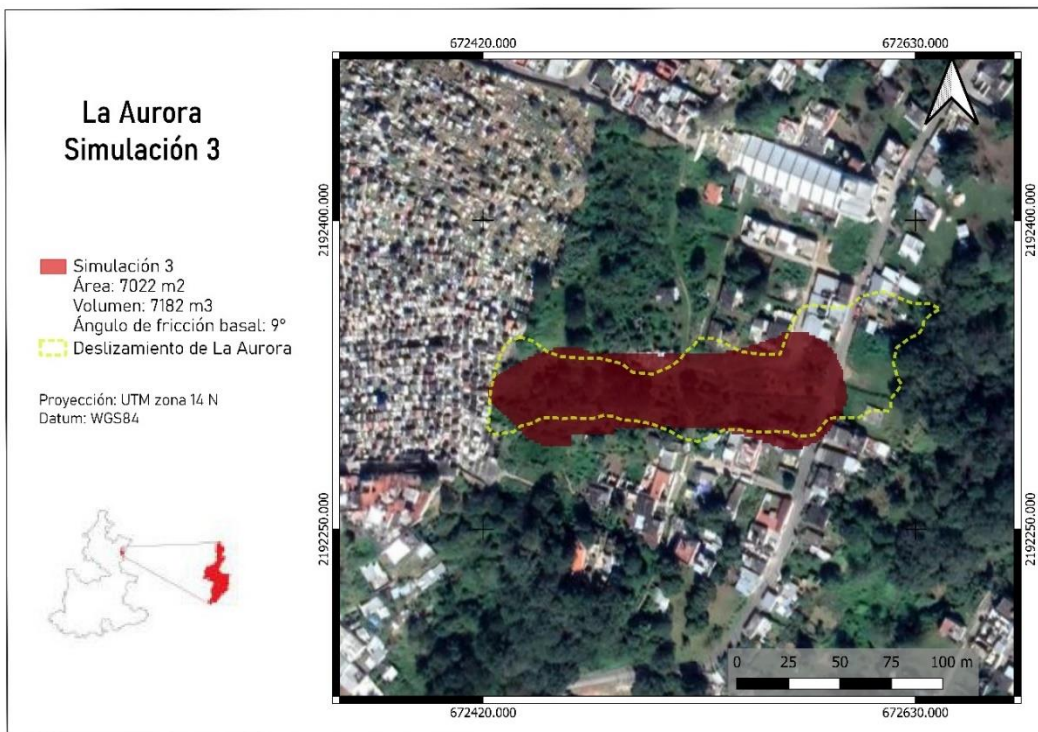 La Aurora
Simulación 3
Simulación 3
Área: 7022 m2
Volumen: 7182 m3
Ángulo de fricción basal: 9°
Deslizamiento de La Aurora
Proyección: UTM zona 14 N
Datum: WGS84
672420.000
672630.000
2192400.000
2192400.000
2192250.000
2192250.000
0 25 50 75 100 m
672420.000
672630.000